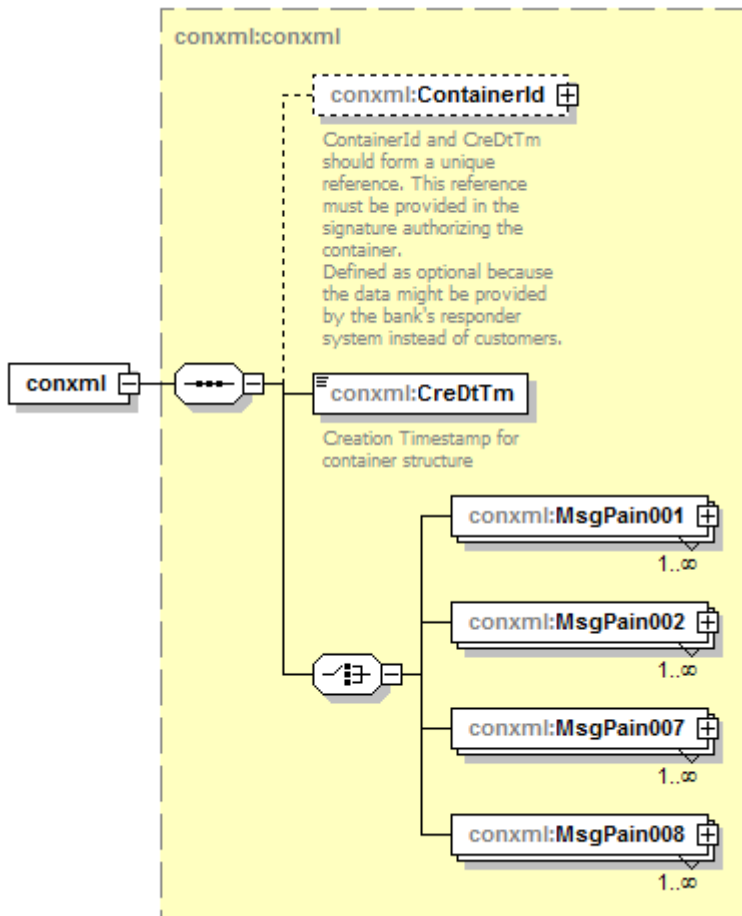 conxml:conxml
conxml:ContainerId
ContainerId and CreDtTm
should form a unique
reference. This reference
must be provided in the
signature authorizing the
container.
Defined as optional because
the data might be provided
by the bank's responder
system instead of customers.
conxml
conxml:CreDtTm
Creation Timestamp for
container structure
conxml:MsgPain001
1..∞
conxml:MsgPain002
1..∞
conxml:MsgPain007
1..∞
conxml:MsgPain008
1..∞